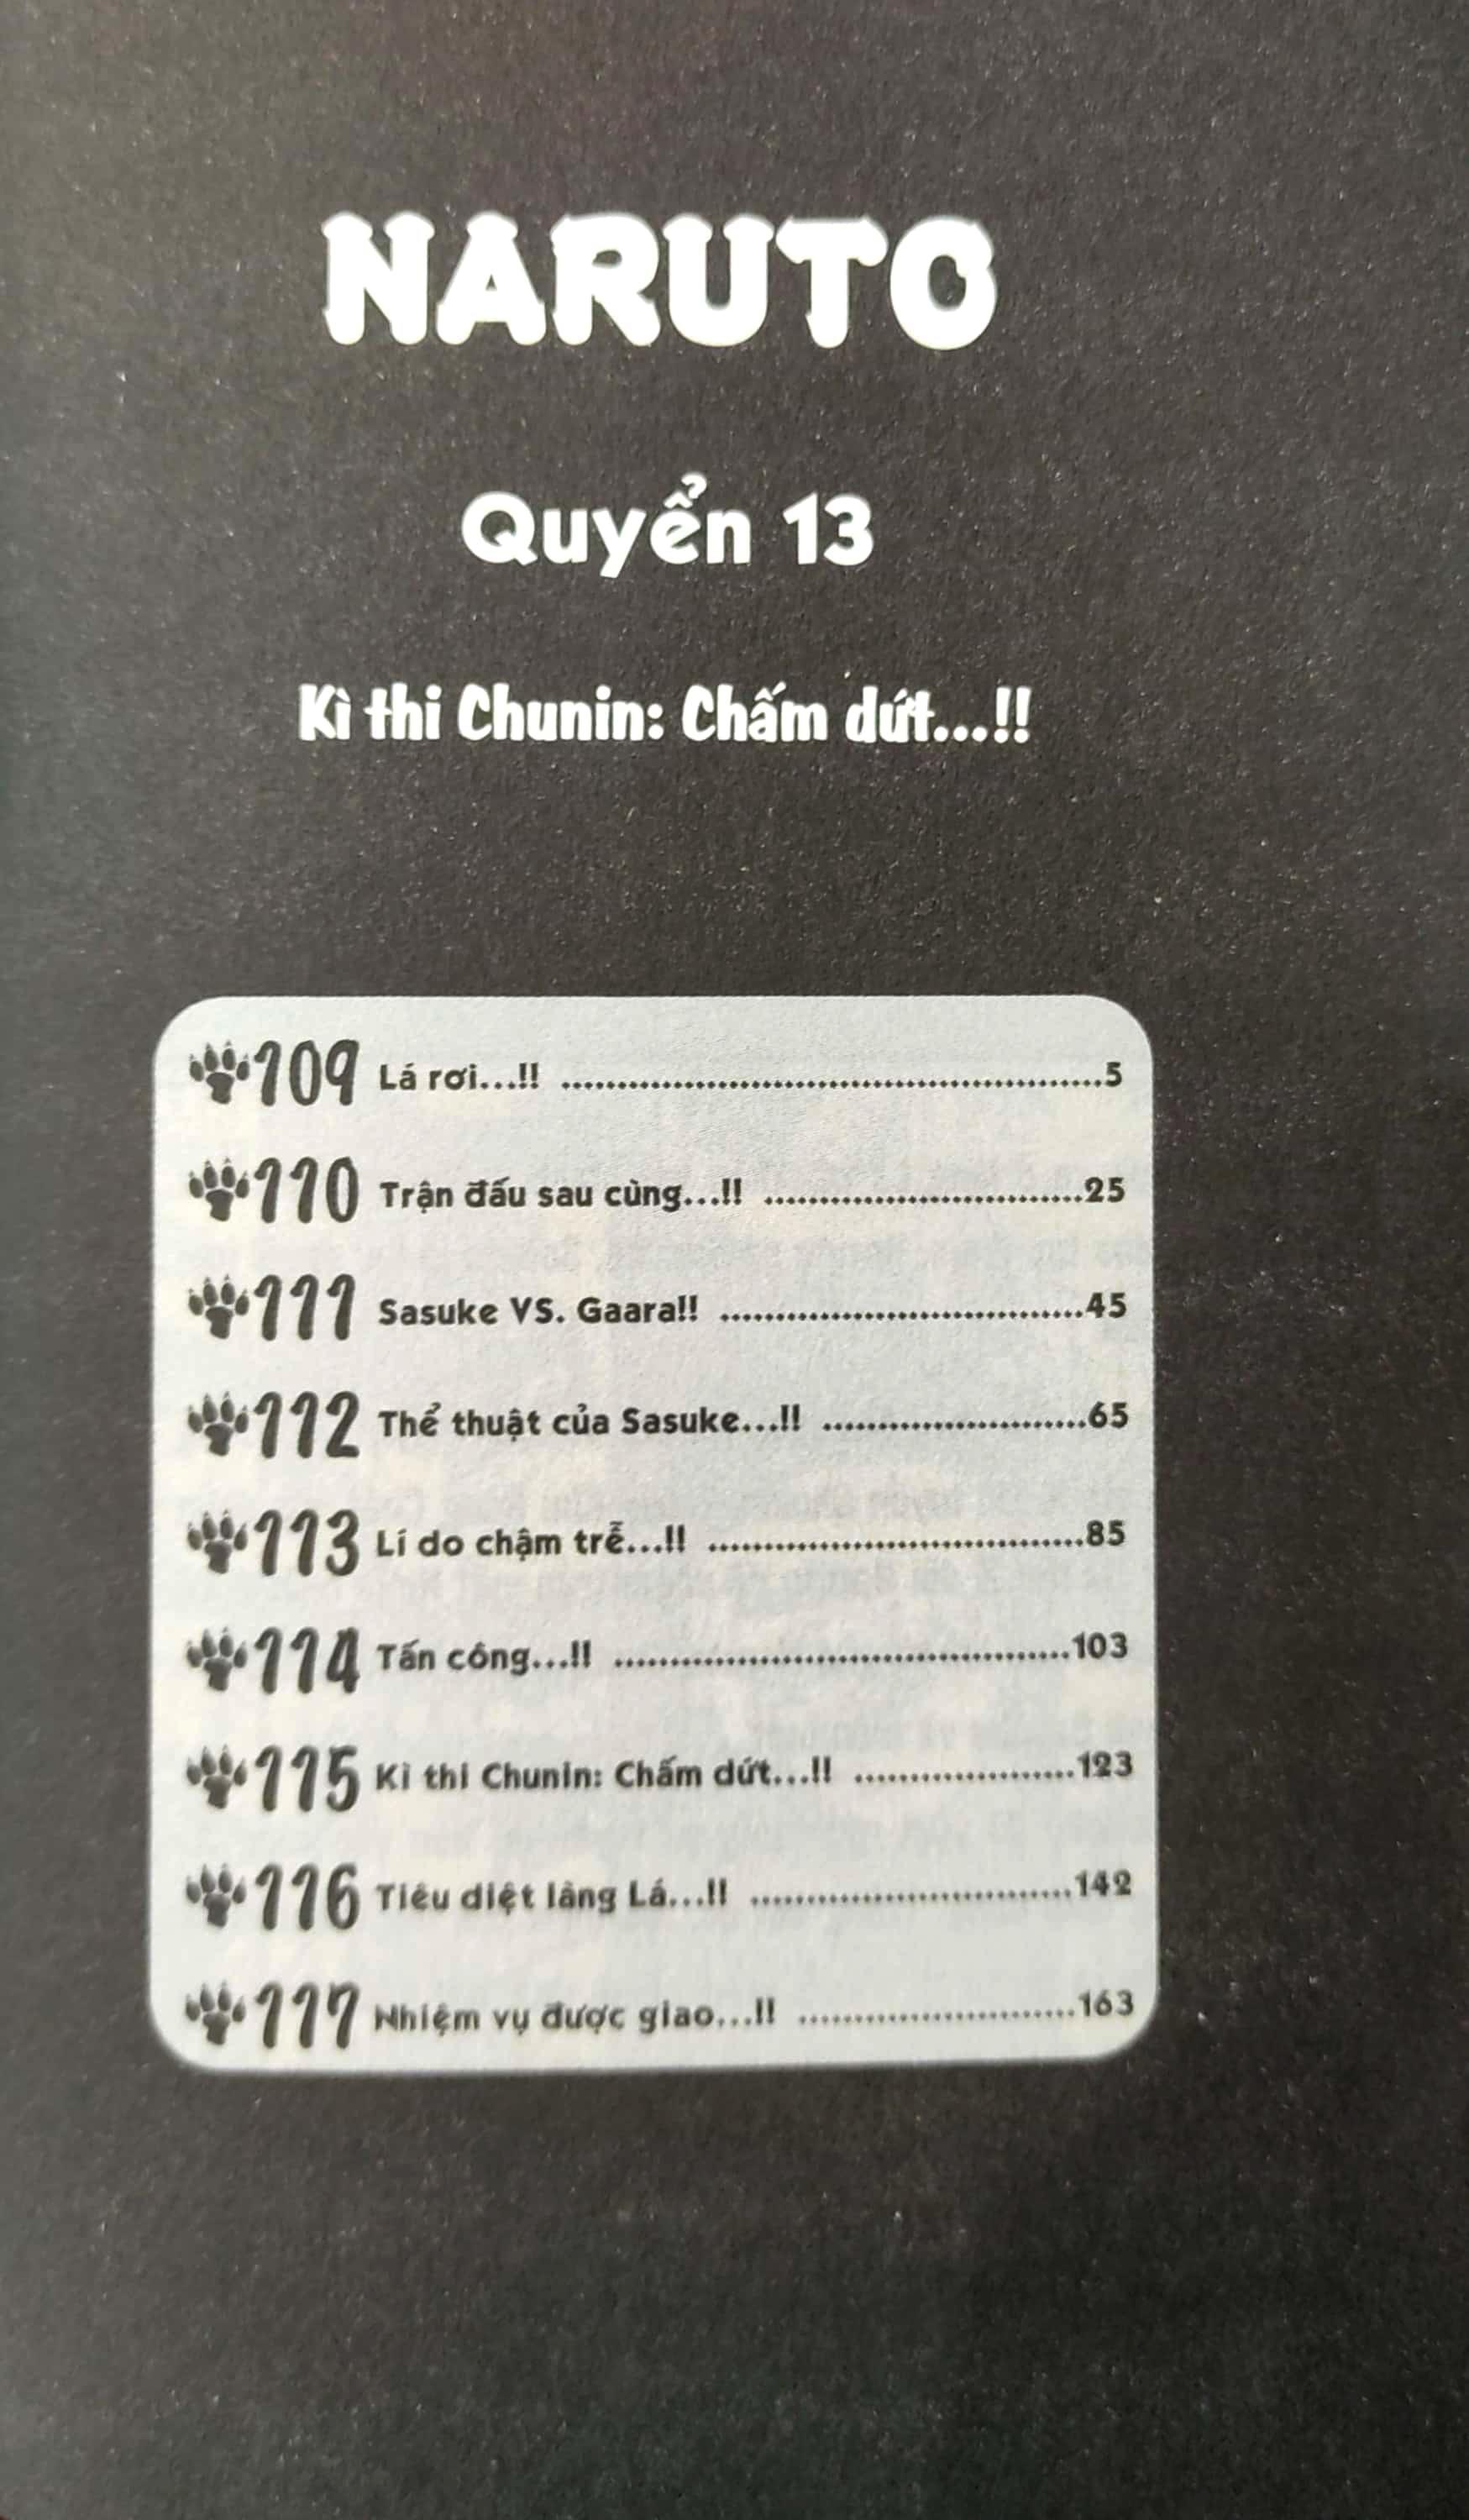 NARUTO
Quyển 13
Kì thi Chunin: Chấm dứt...!!
109 Lá rơi...!! ..........5
110 Trận đấu sau cùng...!! ..........25
111 Sasuke VS. Gaara!! ..........45
112 Thể thuật của Sasuke...!! ..........65
113 Lí do chậm trễ...!! ..........85
114 Tấn công...!! ..........103
115 Kì thi Chunin: Chấm dứt...!! ..........123
116 Tiêu diệt làng Lá...!! ..........142
117 Nhiệm vụ được giao...!! ..........163